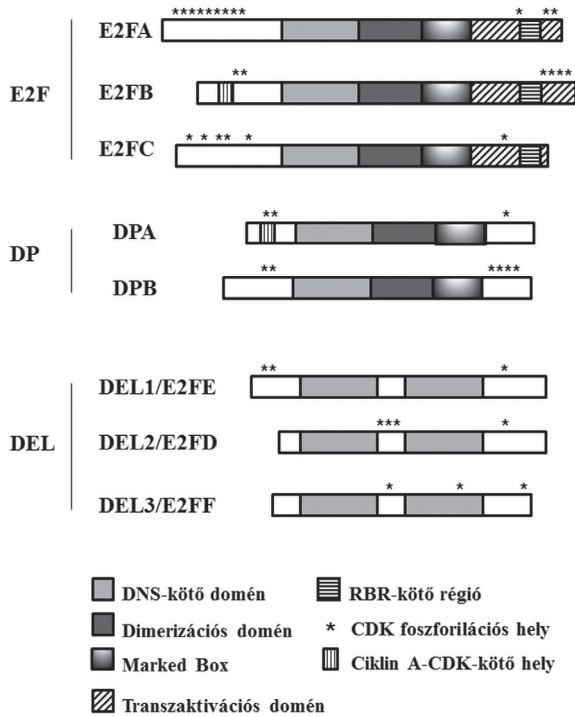 ********** * **
E2FA
** ****
E2F E2FB
* * ** * *
E2FC
** *
DPA
DP
** ****
DPB
** *
DEL1/E2FE
*** *
DEL DEL2/E2FD
* * *
DEL3/E2FF
DNS-kötő domén RBR-kötő régió
Dimerizációs domén * CDK foszforilációs hely
Marked Box Ciklin A-CDK-kötő hely
Transzaktivációs domén